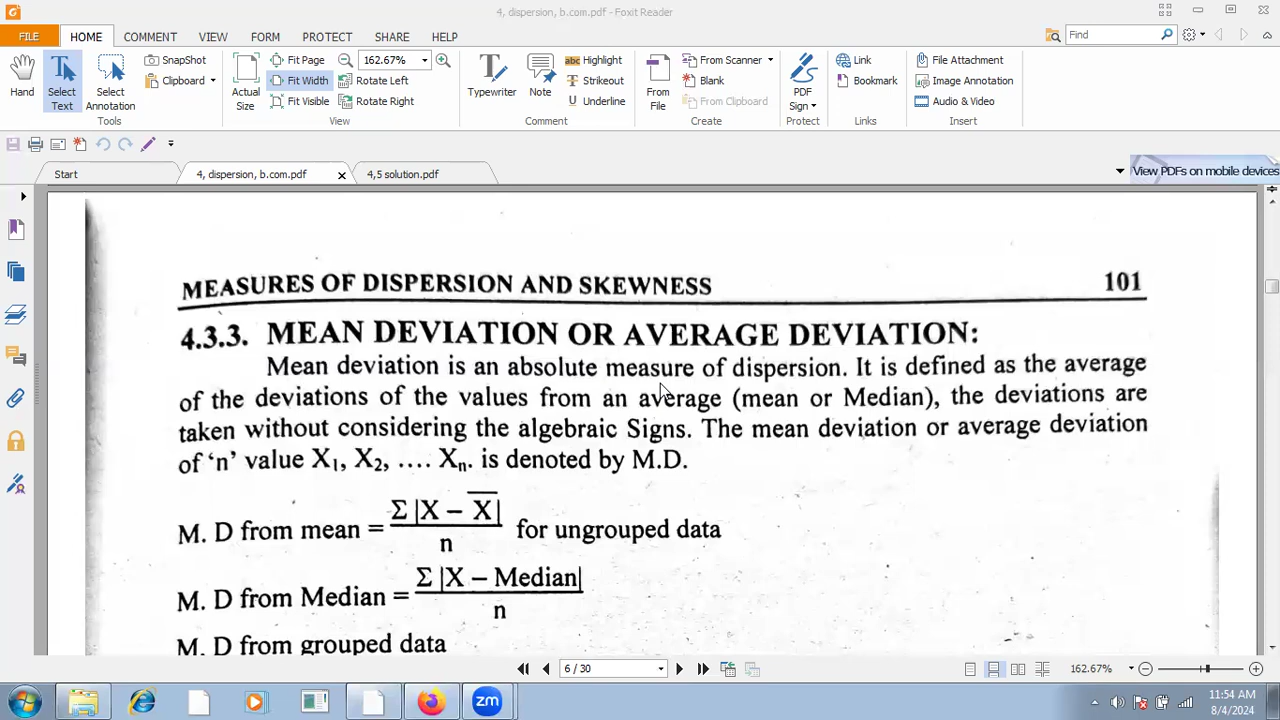 4, dispersion, b.com.pdf - Foxit Reader
FILE HOME COMMENT VIEW FORM PROTECT SHARE HELP
Find
Hand
Select Text
Select Annotation
SnapShot
Clipboard
Tools
Actual Size
Fit Page
Fit Width
Fit Visible
162.67%
Rotate Left
Rotate Right
View
Typewriter
Note
Highlight
Strikeout
Underline
Comment
From File
From Scanner
Blank
From Clipboard
Create
PDF Sign
Protect
Link
Bookmark
Links
File Attachment
Image Annotation
Audio & Video
Insert
Start
4, dispersion, b.com.pdf
4,5 solution.pdf
View PDFs on mobile devices
MEASURES OF DISPERSION AND SKEWNESS 101
4.3.3. MEAN DEVIATION OR AVERAGE DEVIATION:
Mean deviation is an absolute measure of dispersion. It is defined as the average
of the deviations of the values from an average (mean or Median), the deviations are
taken without considering the algebraic Signs. The mean deviation or average deviation
of ‘n’ value X₁, X₂, …. Xₙ. is denoted by M.D.
M. D from mean = Σ |X – X̅| / n for ungrouped data
M. D from Median = Σ |X – Median| / n
M. D from grouped data
6 / 30
162.67%
zm
11:54 AM
8/4/2024